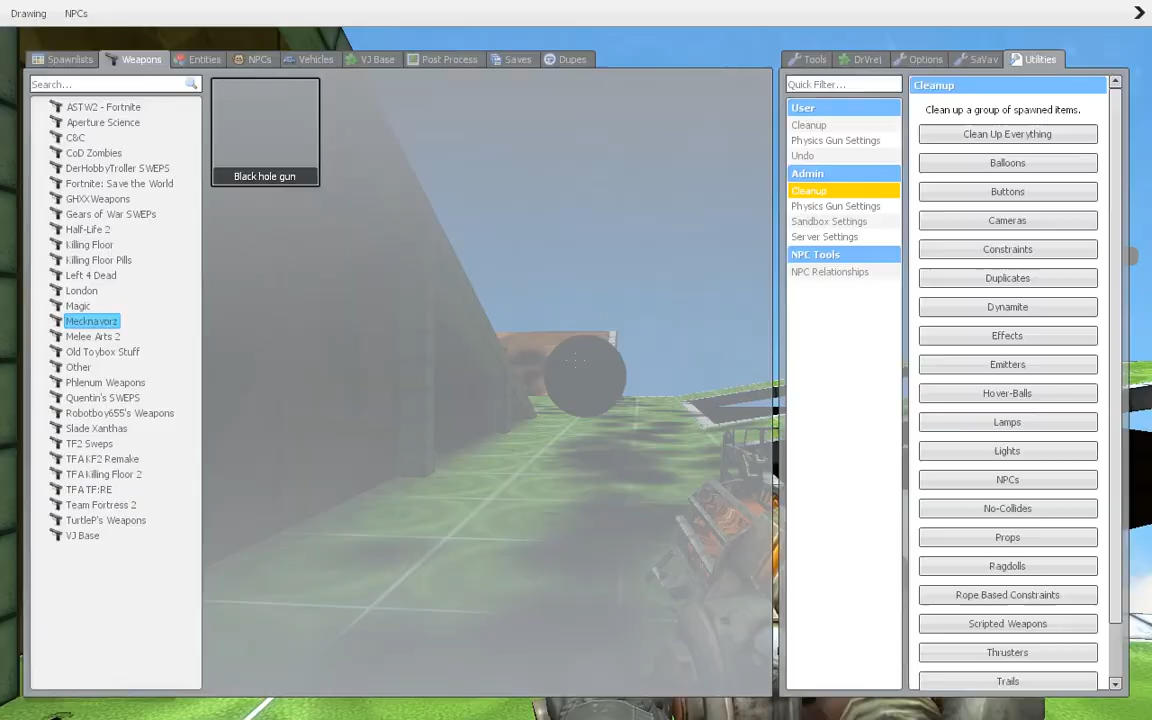 Drawing NPCs
Spawnlists Weapons Entities NPCs Vehicles VJ Base Post Process Saves Dupes
Search...
ASTW2 - Fortnite
Aperture Science
C&C
CoD Zombies
DerHobbyTroller SWEPS
Fortnite: Save the World
GHXXWeapons
Gears of War SWEPs
Half-Life 2
Killing Floor
Killing Floor Pills
Left 4 Dead
London
Magic
Mecknavorz
Melee Arts 2
Old Toybox Stuff
Other
Phlenum Weapons
Quentin's SWEPS
Robotboy655's Weapons
Slade Xanthas
TF2 Sweps
TFA KF2 Remake
TFA Killing Floor 2
TFA TF:RE
Team Fortress 2
TurtleP's Weapons
VJ Base
Black hole gun
Tools DrVrej Options SaVav Utilities
Quick Filter...
User
Cleanup
Physics Gun Settings
Undo
Admin
Cleanup
Physics Gun Settings
Sandbox Settings
Server Settings
NPC Tools
NPC Relationships
Cleanup
Clean up a group of spawned items.
Clean Up Everything
Balloons
Buttons
Cameras
Constraints
Duplicates
Dynamite
Effects
Emitters
Hover-Balls
Lamps
Lights
NPCs
No-Collides
Props
Ragdolls
Rope Based Constraints
Scripted Weapons
Thrusters
Trails